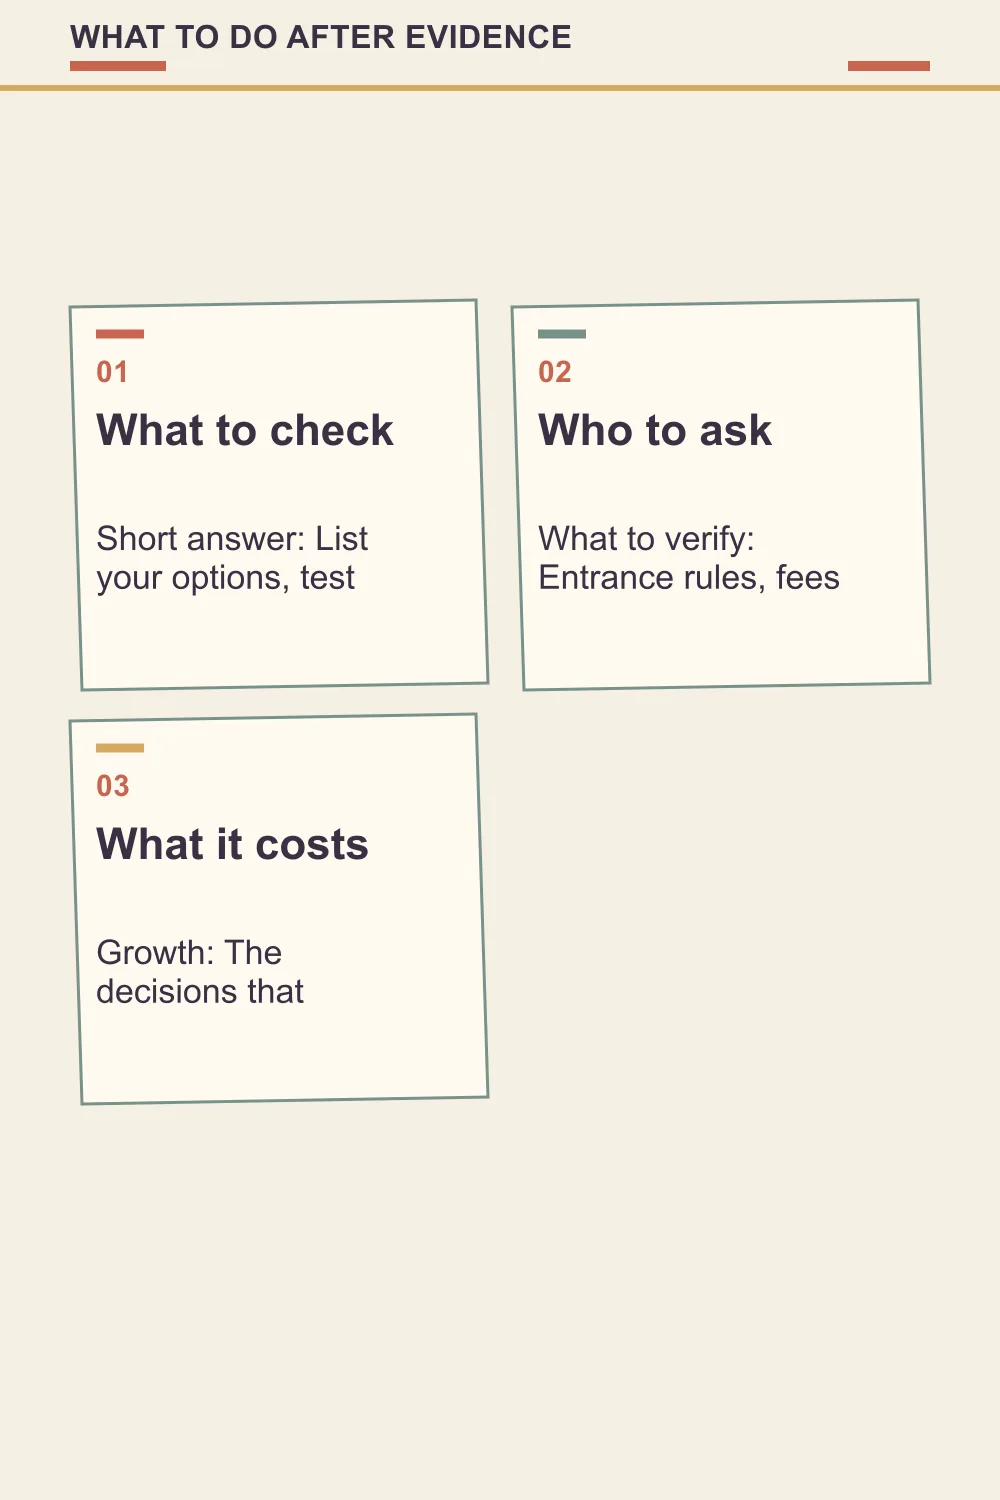 WHAT TO DO AFTER EVIDENCE
01
What to check
Short answer: List
your options, test
02
Who to ask
What to verify:
Entrance rules, fees
03
What it costs
Growth: The
decisions that